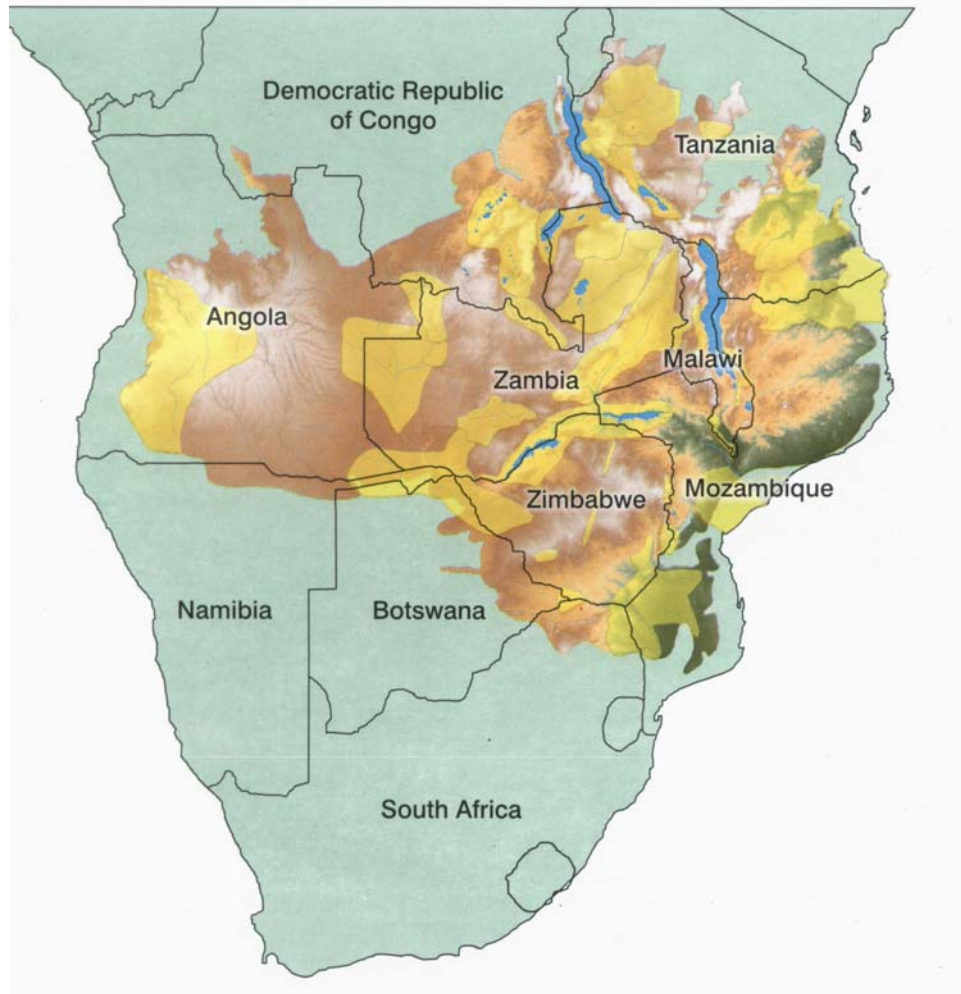 Democratic Republic
of Congo
Tanzania
Angola
Malawi
Zambia
Mozambique
Zimbabwe
Namibia
Botswana
South Africa